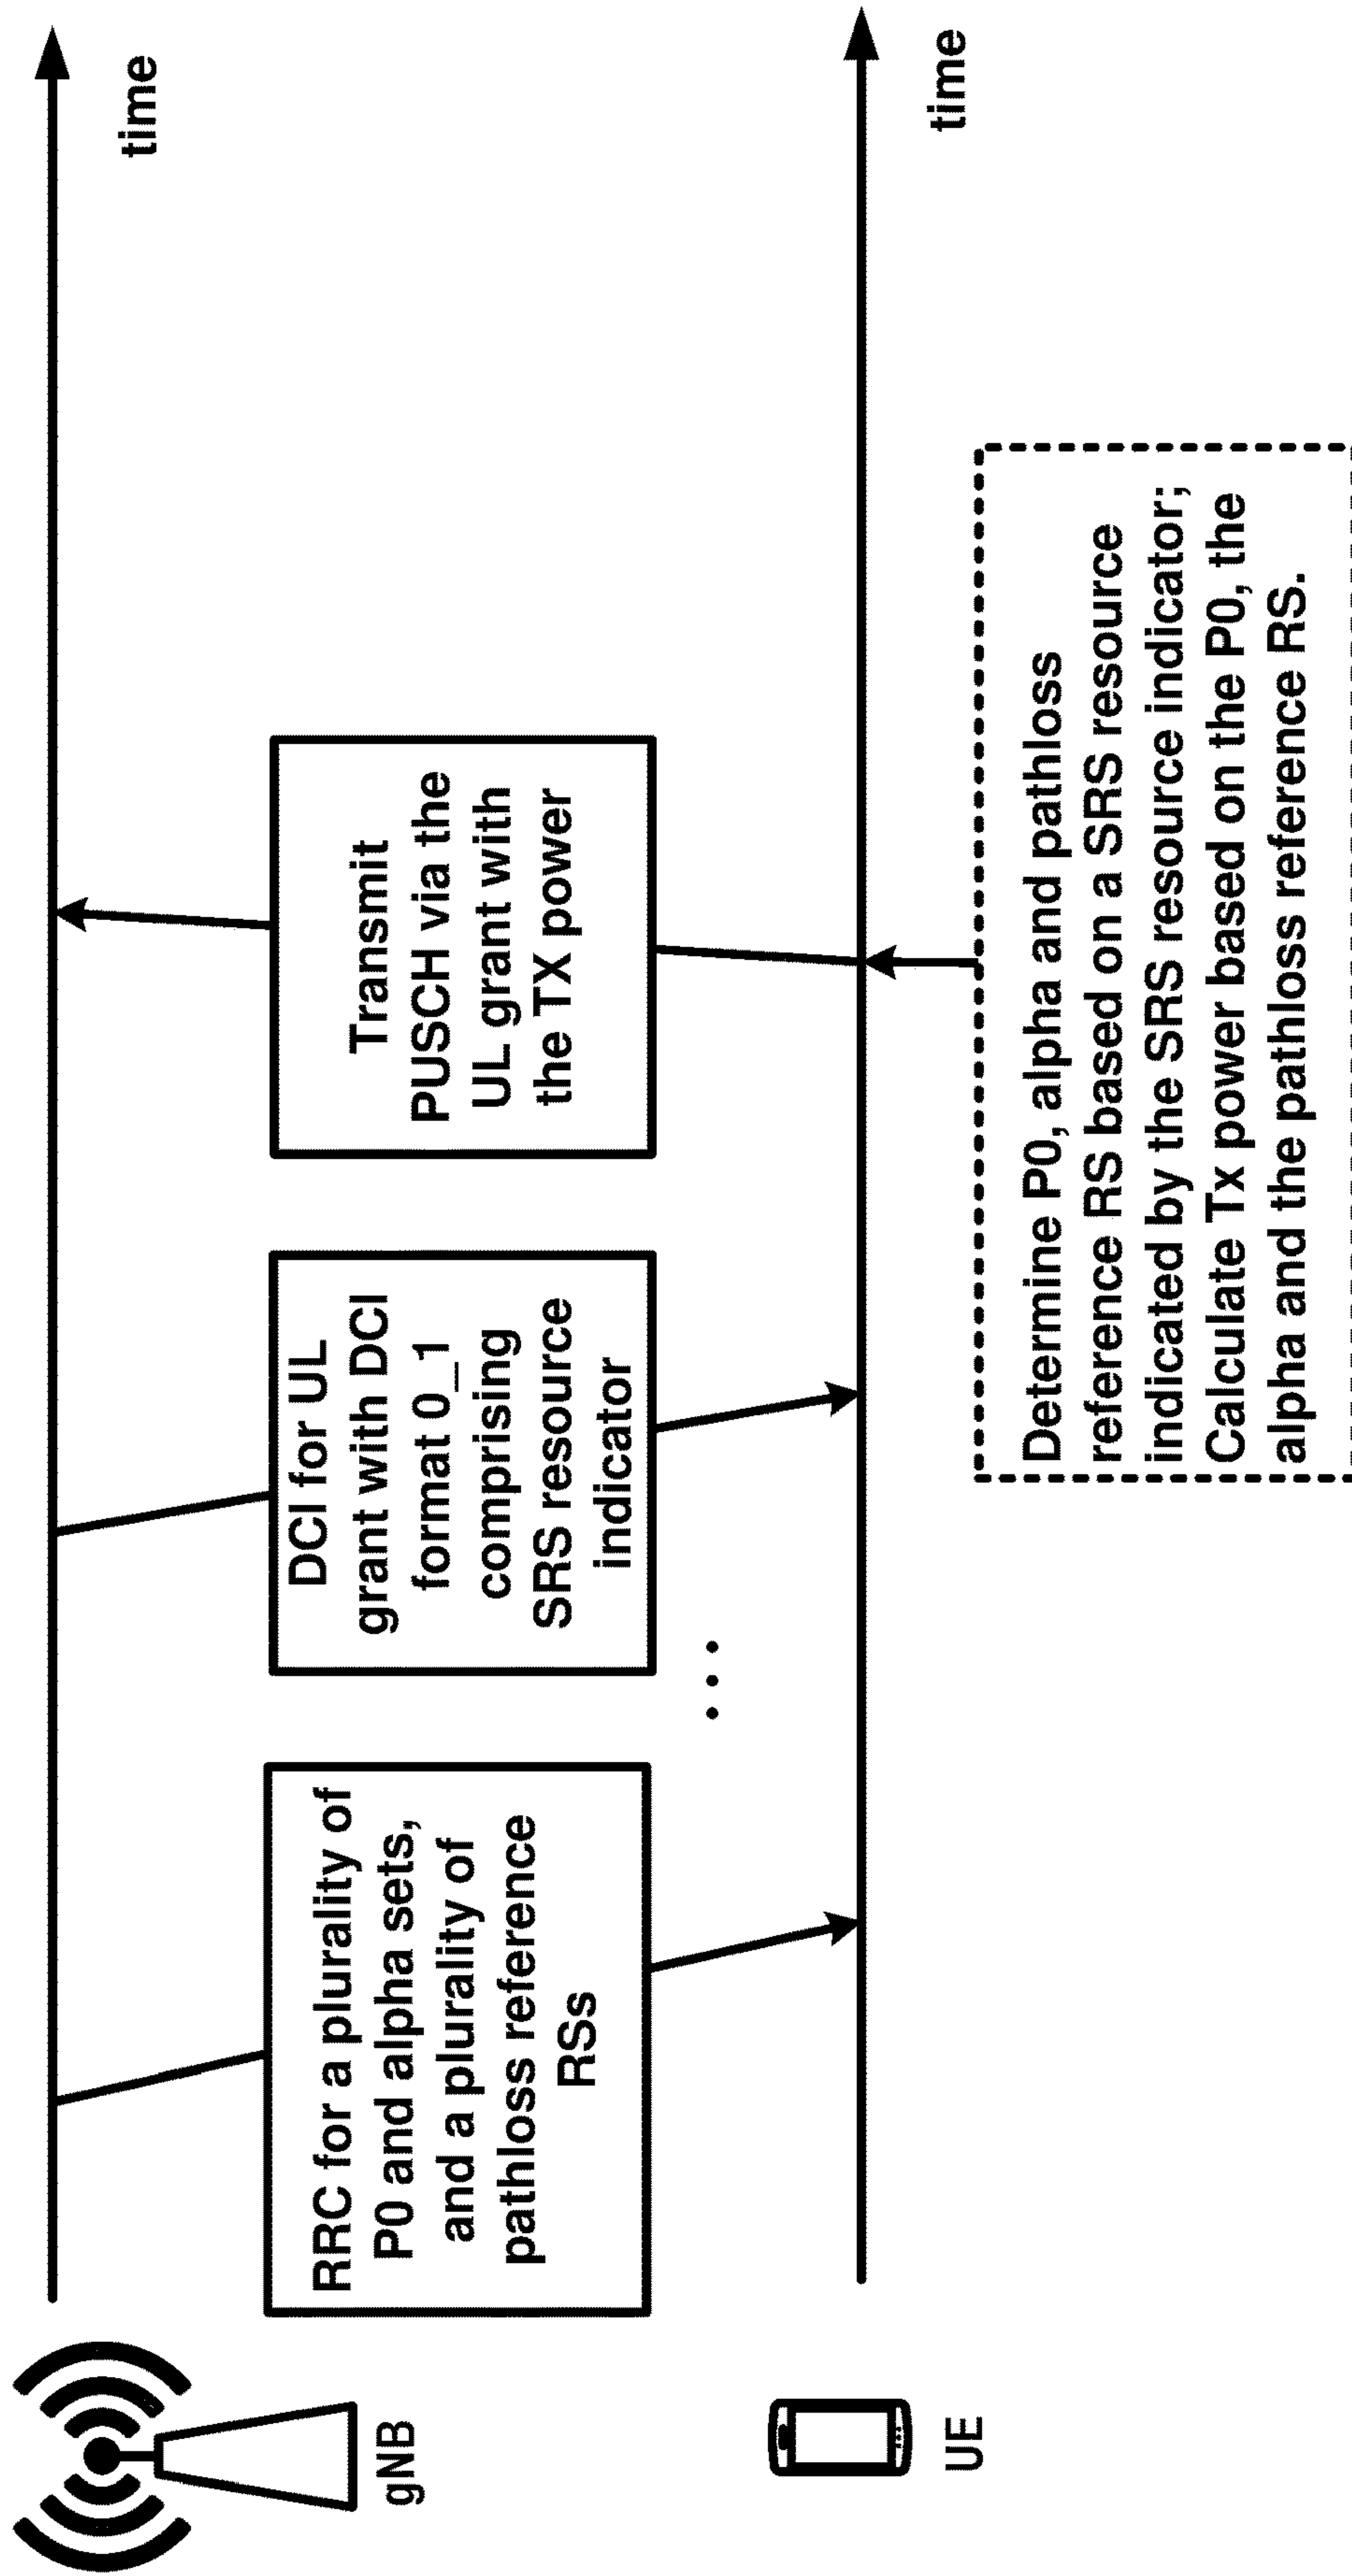 gNB
UE
RRC for a plurality of
P0 and alpha sets,
and a plurality of
pathloss reference
RSs
...
DCI for UL
grant with DCI
format 0_1
comprising
SRS resource
indicator
Transmit
PUSCH via the
UL grant with
the TX power
time
time
Determine P0, alpha and pathloss
reference RS based on a SRS resource
indicated by the SRS resource indicator;
Calculate Tx power based on the P0, the
alpha and the pathloss reference RS.